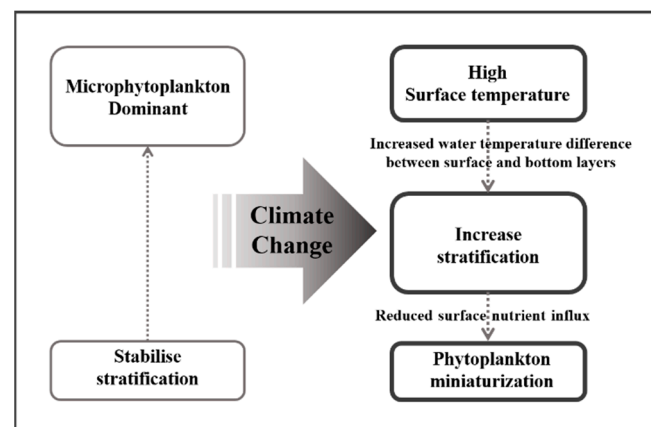 Microphytoplankton
Dominant
Stabilise
stratification
Climate
Change
High
Surface temperature
Increased water temperature difference
between surface and bottom layers
Increase
stratification
Reduced surface nutrient influx
Phytoplankton
miniaturization